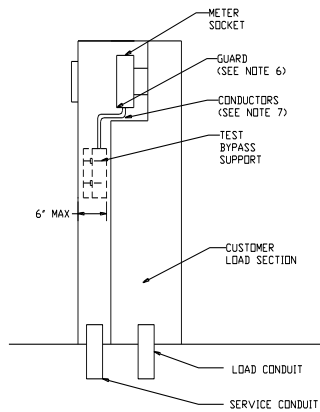 METER
SOCKET
GUARD
(SEE NOTE 6)
CONDUCTORS
(SEE NOTE 7)
TEST
BYPASS
SUPPORT
6" MAX
CUSTOMER
LOAD SECTION
LOAD CONDUIT
SERVICE CONDUIT